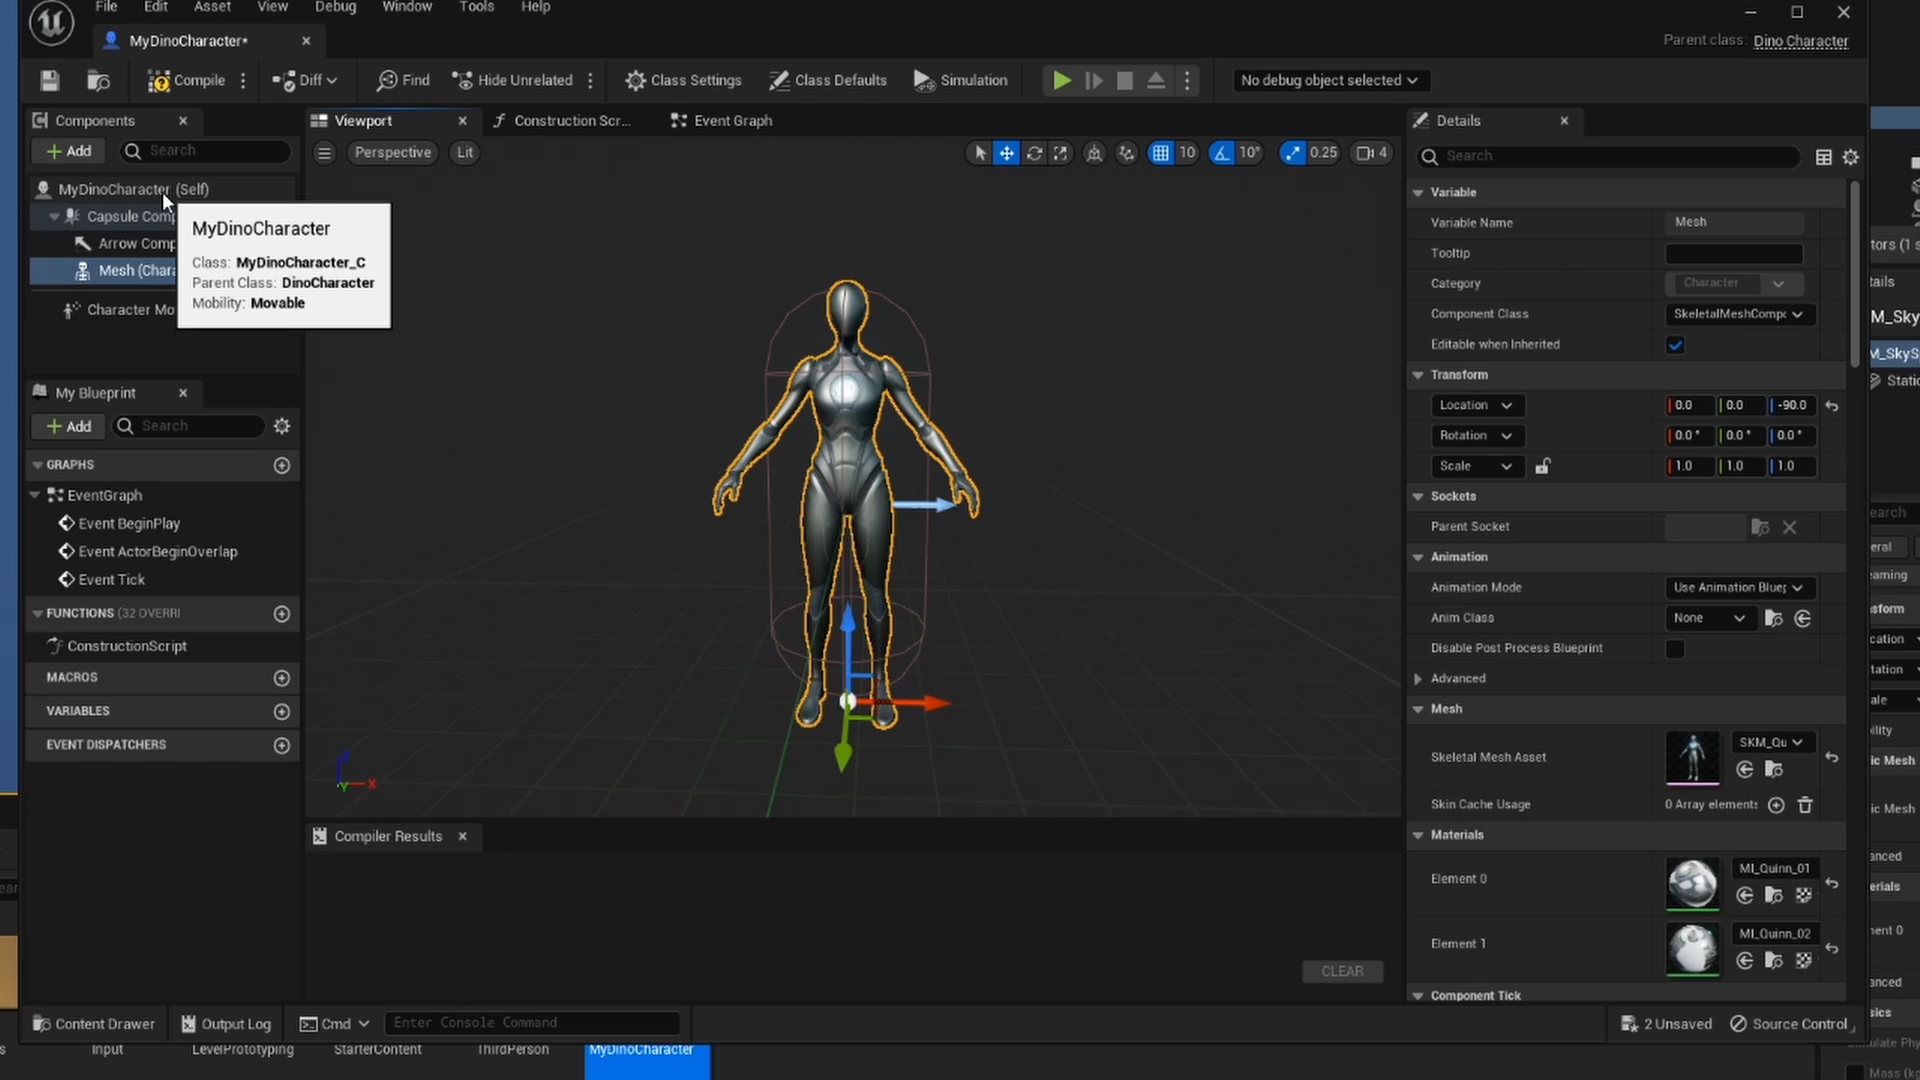 File Edit Asset View Debug Window Tools Help
MyDinoCharacter*
Parent class: Dino Character
Compile Diff Find Hide Unrelated Class Settings Class Defaults Simulation No debug object selected
Components
Viewport
Construction Scr...
Event Graph
Details
Add Search
Perspective Lit
10 10° 0.25 4
Search
MyDinoCharacter (Self)
Capsule Comp
Arrow Comp
Mesh (Chara
Character Mo
MyDinoCharacter
Class: MyDinoCharacter_C
Parent Class: DinoCharacter
Mobility: Movable
My Blueprint
Add Search
GRAPHS
EventGraph
Event BeginPlay
Event ActorBeginOverlap
Event Tick
FUNCTIONS (32 OVERRI
ConstructionScript
MACROS
VARIABLES
EVENT DISPATCHERS
X
Y
Compiler Results
CLEAR
Variable
Variable Name Mesh
Tooltip
Category Character
Component Class SkeletalMeshCompo
Editable when Inherited
Transform
Location 0.0 0.0 -90.0
Rotation 0.0° 0.0° 0.0°
Scale 1.0 1.0 1.0
Sockets
Parent Socket
Animation
Animation Mode Use Animation Bluep
Anim Class None
Disable Post Process Blueprint
Advanced
Mesh
Skeletal Mesh Asset SKM_Qu
Skin Cache Usage 0 Array elements
Materials
Element 0 MI_Quinn_01
Element 1 MI_Quinn_02
Component Tick
Content Drawer Output Log Cmd Enter Console Command 2 Unsaved Source Control
Input LevelPrototyping StarterContent ThirdPerson MyDinoCharacter
tors (1 s
tails
M_Sky
M_SkyS
Static
earch
eral
eaming
sform
cation
tation
ale
ility
ic Mesh
ic Mesh
anced
erials
ment 0
anced
sics
imulate Phy
Mass (kg